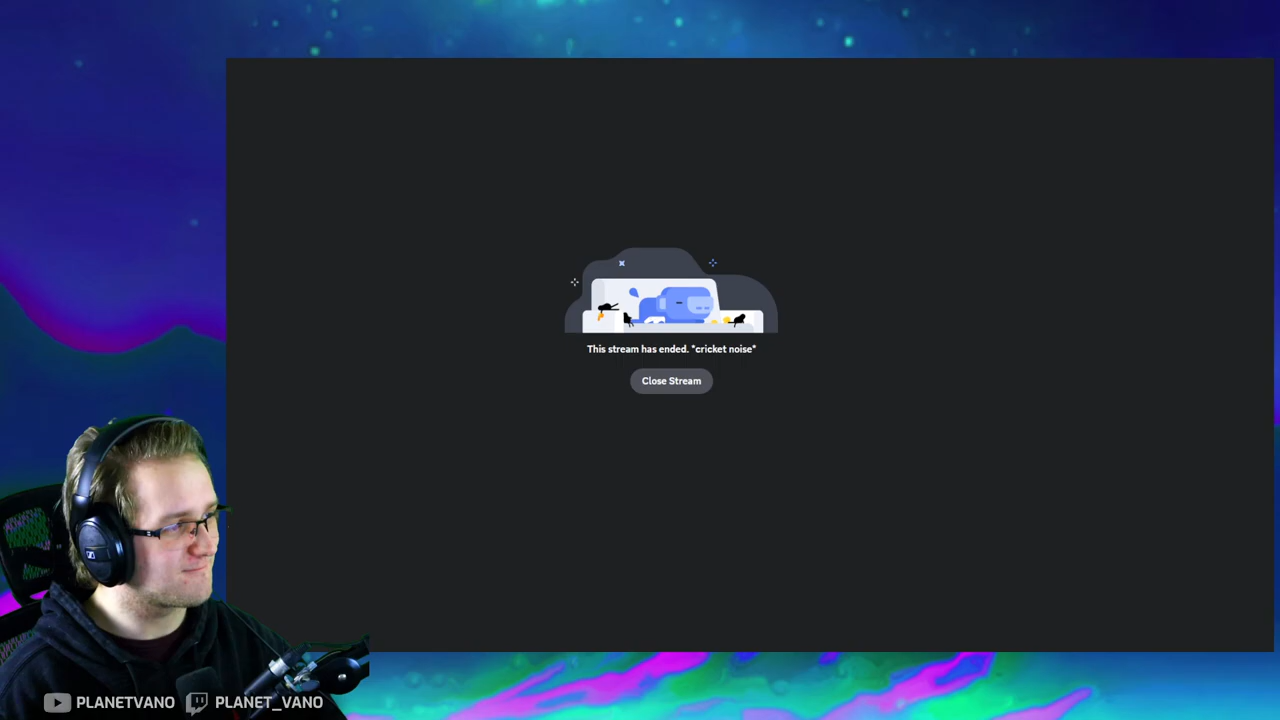 This stream has ended. *cricket noise*
Close Stream
PLANETVANO PLANET_VANO